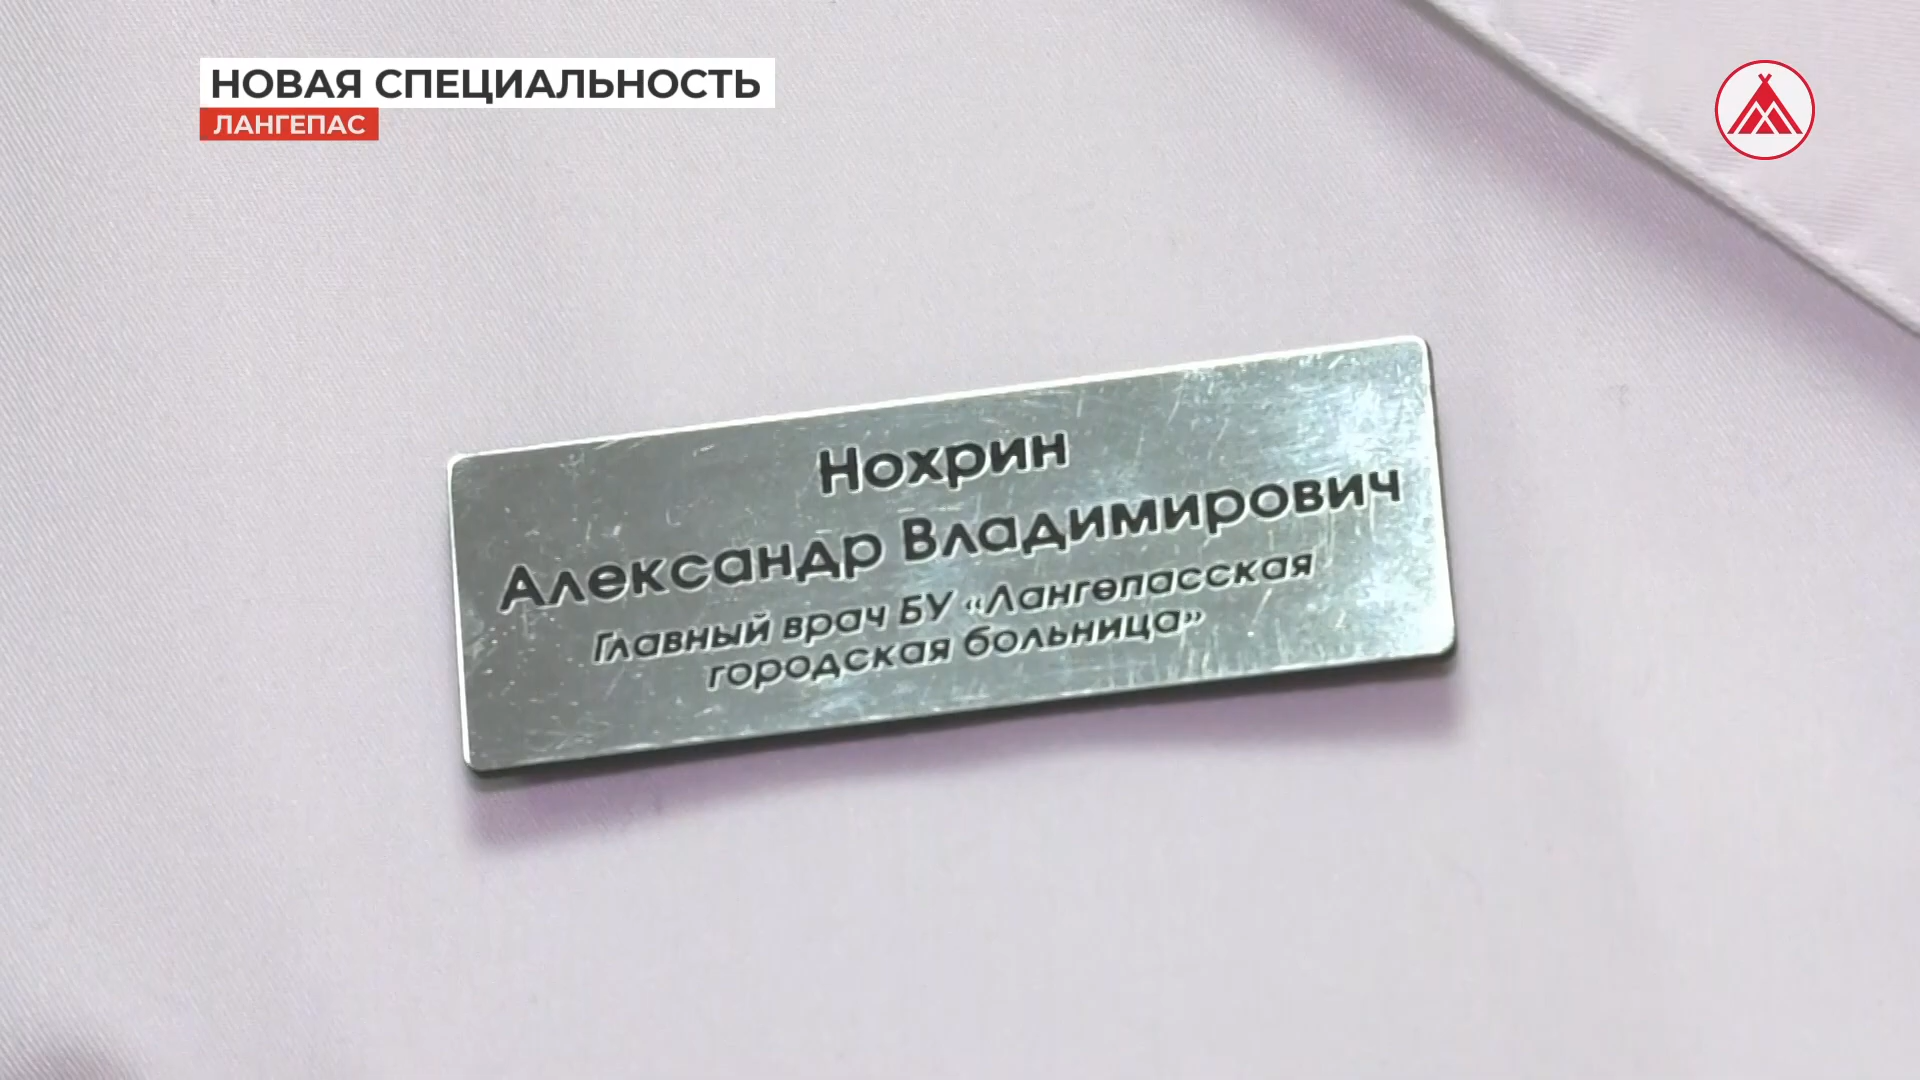 НОВАЯ СПЕЦИАЛЬНОСТЬ
ЛАНГЕПАС
Нохрин
Александр Владимирович
Главный врач БУ «Лангепасская
городская больница»